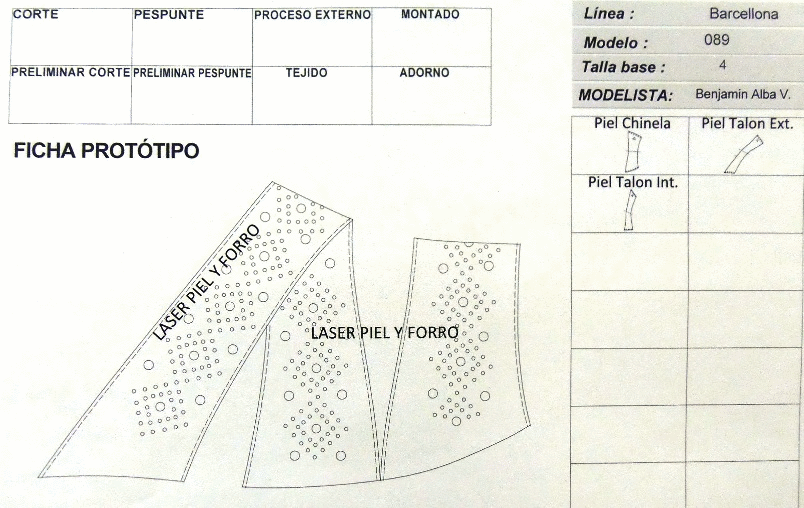 CORTE PESPUNTE PROCESO EXTERNO MONTADO
PRELIMINAR CORTE PRELIMINAR PESPUNTE TEJIDO ADORNO
FICHA PROTÓTIPO
LASER PIEL Y FORRO
LASER PIEL Y FORRO
Línea : Barcellona
Modelo : 089
Talla base : 4
MODELISTA: Benjamin Alba V.
Piel Chinela Piel Talon Ext.
Piel Talon Int.